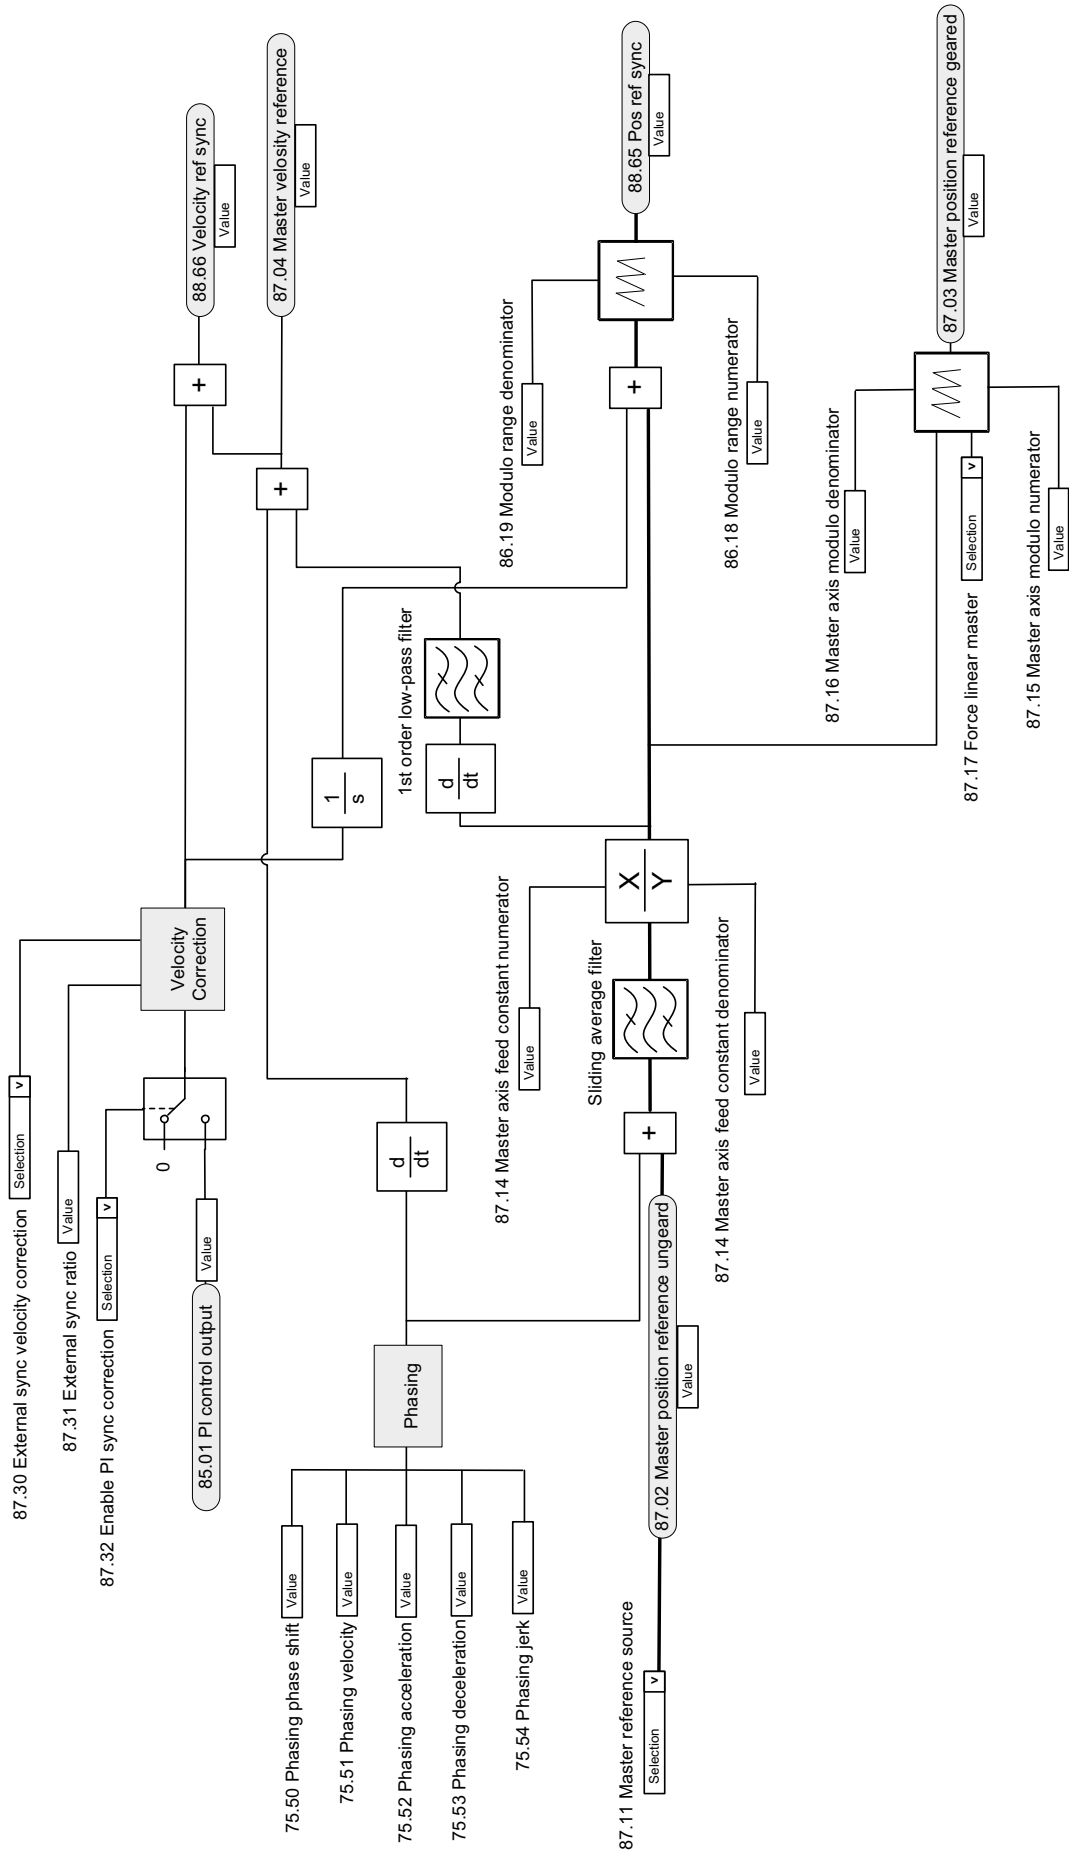 87.30 External sync velocity correction
Selection
v
87.31 External sync ratio
Value
87.32 Enable PI sync correction
Selection
v
85.01 PI control output
Value
0
Velocity
Correction
+
88.66 Velocity ref sync
Value
75.50 Phasing phase shift
Value
75.51 Phasing velocity
Value
75.52 Phasing acceleration
Value
75.53 Phasing deceleration
Value
75.54 Phasing jerk
Value
Phasing
d
dt
1
s
+
87.04 Master velosity reference
Value
1st order low-pass filter
d
dt
87.11 Master reference source
Selection
v
87.02 Master position reference ungeard
Value
+
Sliding average filter
87.14 Master axis feed constant numerator
Value
X
Y
87.14 Master axis feed constant denominator
Value
+
86.19 Modulo range denominator
Value
86.18 Modulo range numerator
Value
88.65 Pos ref sync
Value
87.16 Master axis modulo denominator
Value
87.17 Force linear master
Selection
v
87.15 Master axis modulo numerator
Value
87.03 Master position reference geared
Value